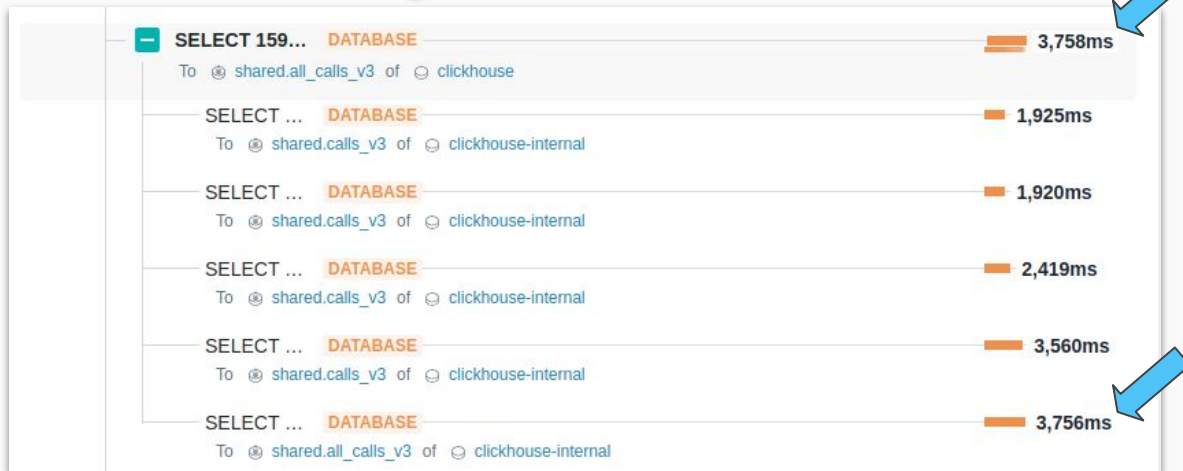 SELECT 159... DATABASE 3,758ms
To shared.all_calls_v3 of clickhouse
SELECT ... DATABASE 1,925ms
To shared.calls_v3 of clickhouse-internal
SELECT ... DATABASE 1,920ms
To shared.calls_v3 of clickhouse-internal
SELECT ... DATABASE 2,419ms
To shared.calls_v3 of clickhouse-internal
SELECT ... DATABASE 3,560ms
To shared.calls_v3 of clickhouse-internal
SELECT ... DATABASE 3,756ms
To shared.all_calls_v3 of clickhouse-internal